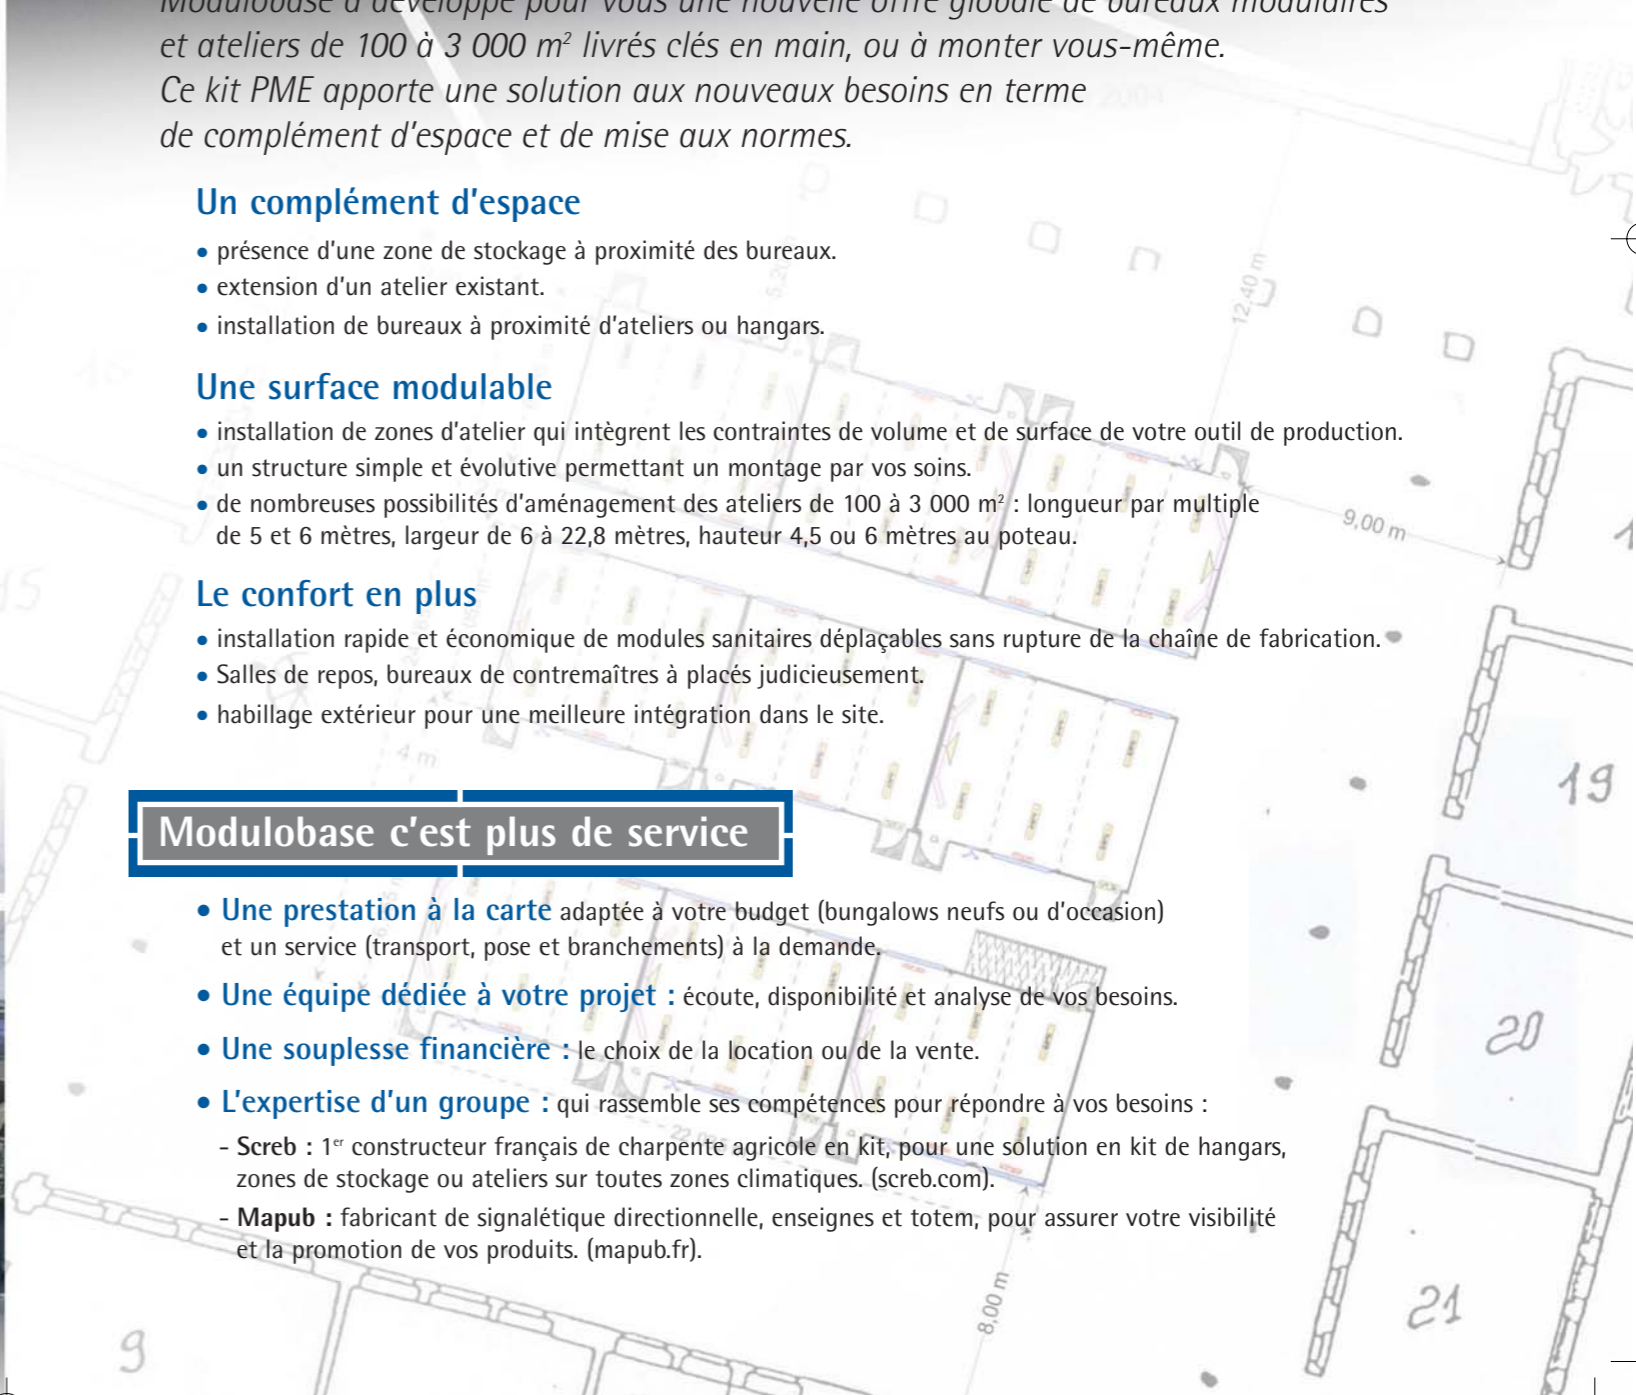 Modulobase a développé pour vous une nouvelle offre globale de bureaux modulaires
et ateliers de 100 à 3 000 m² livrés clés en main, ou à monter vous-même.
Ce kit PME apporte une solution aux nouveaux besoins en terme
de complément d'espace et de mise aux normes.
2004
Un complément d'espace
• présence d'une zone de stockage à proximité des bureaux.
• extension d'un atelier existant.
• installation de bureaux à proximité d'ateliers ou hangars.
12,40 m
Une surface modulable
• installation de zones d'atelier qui intègrent les contraintes de volume et de surface de votre outil de production.
• un structure simple et évolutive permettant un montage par vos soins.
• de nombreuses possibilités d'aménagement des ateliers de 100 à 3 000 m² : longueur par multiple
de 5 et 6 mètres, largeur de 6 à 22,8 mètres, hauteur 4,5 ou 6 mètres au poteau.
9,00 m
15
Le confort en plus
• installation rapide et économique de modules sanitaires déplaçables sans rupture de la chaîne de fabrication.
• Salles de repos, bureaux de contremaîtres à placés judicieusement.
• habillage extérieur pour une meilleure intégration dans le site.
4 m
19
Modulobase c'est plus de service
• Une prestation à la carte adaptée à votre budget (bungalows neufs ou d'occasion)
et un service (transport, pose et branchements) à la demande.
• Une équipe dédiée à votre projet : écoute, disponibilité et analyse de vos besoins.
20
• Une souplesse financière : le choix de la location ou de la vente.
• L'expertise d'un groupe : qui rassemble ses compétences pour répondre à vos besoins :
- Screb : 1er constructeur français de charpente agricole en kit, pour une solution en kit de hangars,
zones de stockage ou ateliers sur toutes zones climatiques. (screb.com).
- Mapub : fabricant de signalétique directionnelle, enseignes et totem, pour assurer votre visibilité
et la promotion de vos produits. (mapub.fr).
8,00 m
21
9